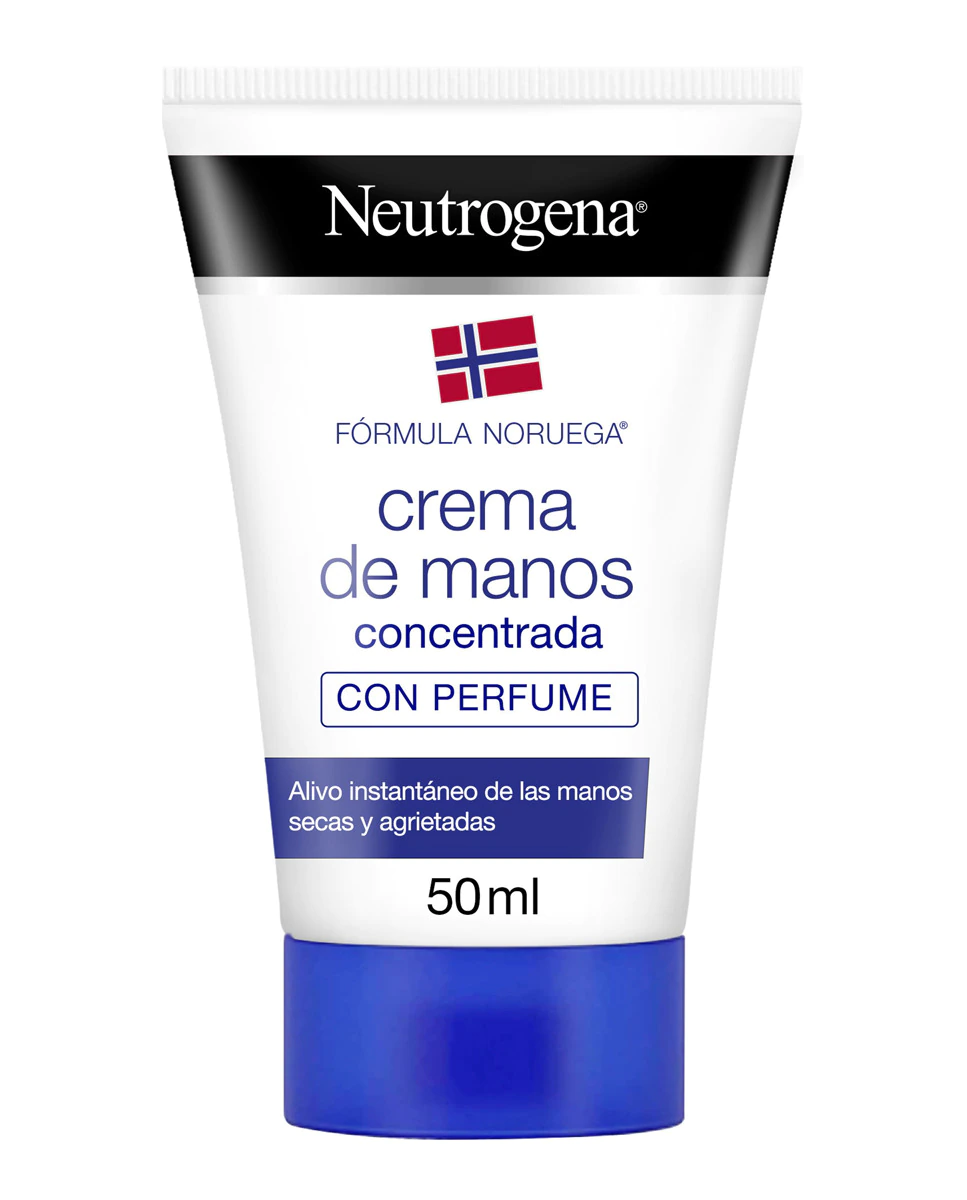 Neutrogena®
FÓRMULA NORUEGA®
crema
de manos
concentrada
CON PERFUME
Alivo instantáneo de las manos
secas y agrietadas
50ml